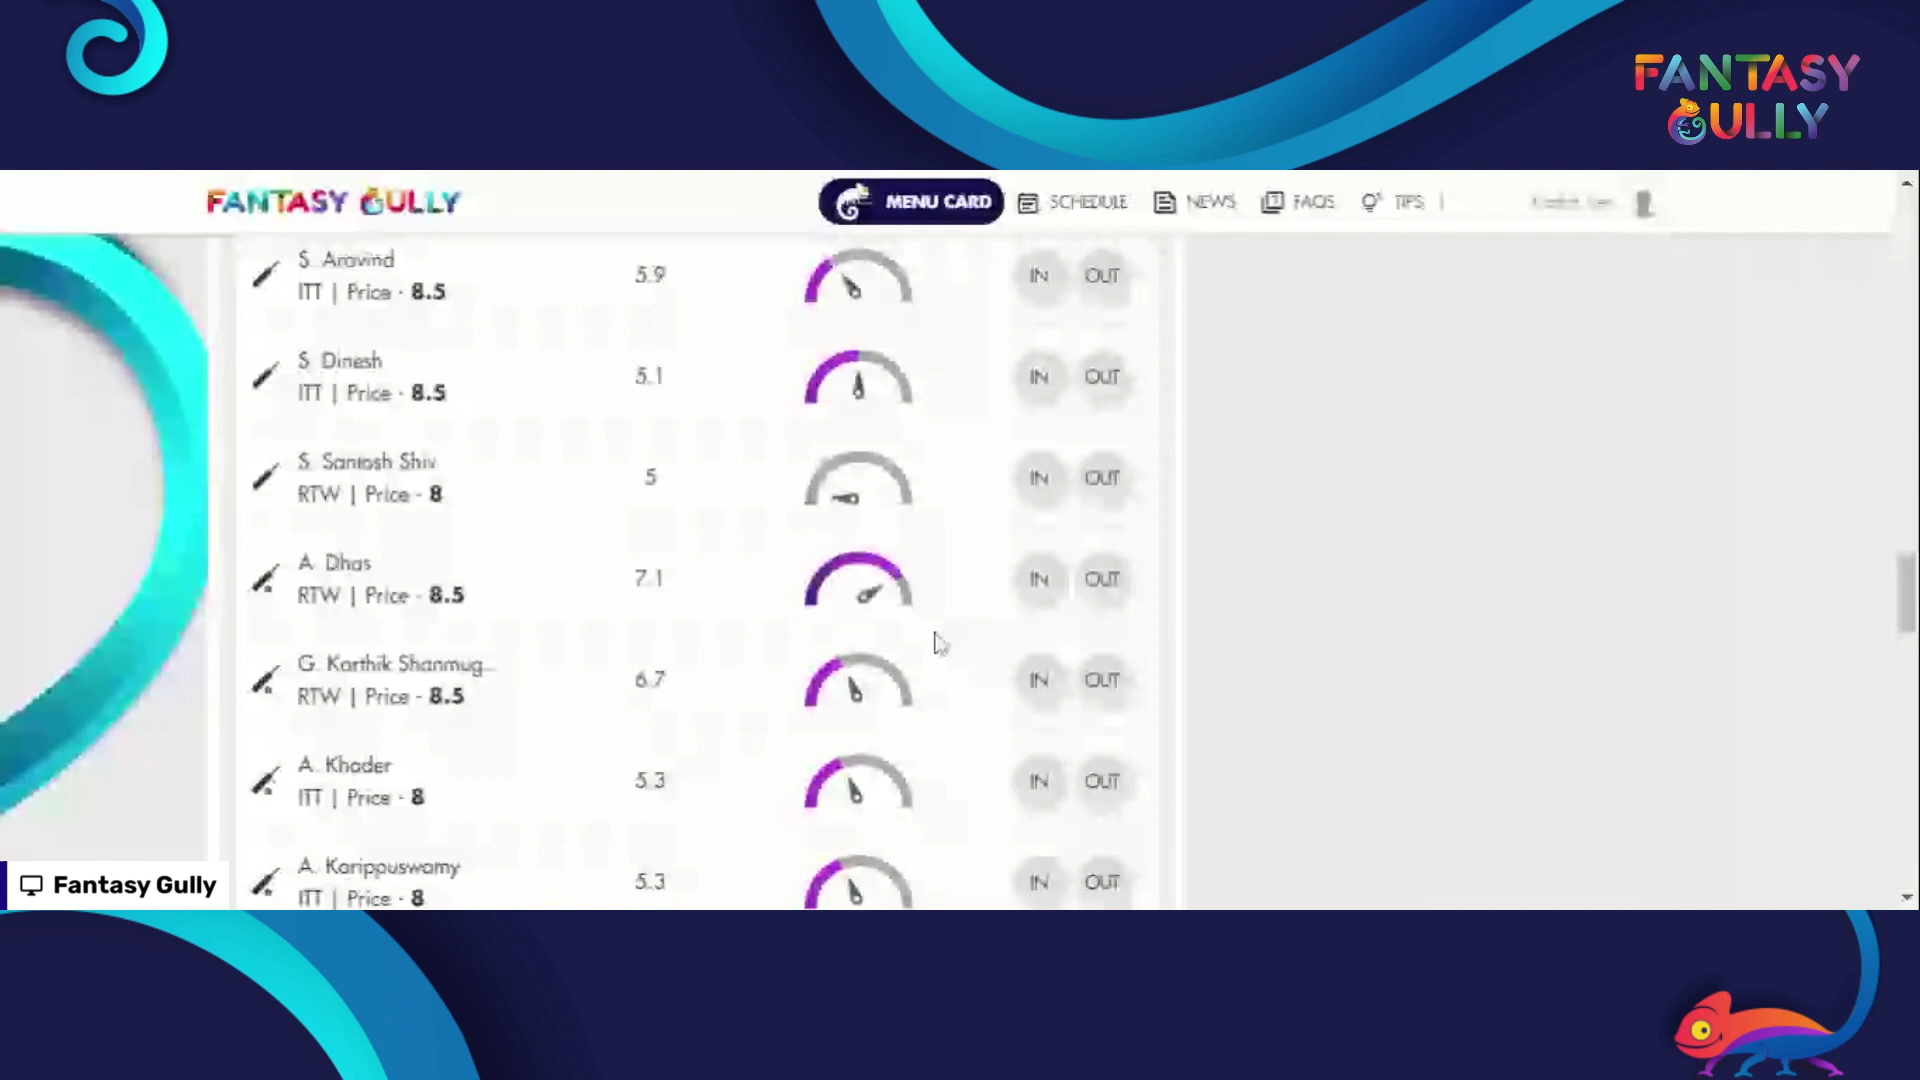 FANTASY
GULLY
FANTASY GULLY
MENU CARD
SCHEDULE
NEWS
FAQS
TIPS
S. Aravind
ITT | Price - 8.5
5.9
IN OUT
S. Dinesh
ITT | Price - 8.5
5.1
IN OUT
S. Santosh Shiv
RTW | Price - 8
5
IN OUT
A. Dhas
RTW | Price - 8.5
7.1
IN OUT
G. Karthik Shanmug...
RTW | Price - 8.5
6.7
IN OUT
A. Khader
ITT | Price - 8
5.3
IN OUT
A. Karippuswamy
ITT | Price - 8
5.3
IN OUT
Fantasy Gully